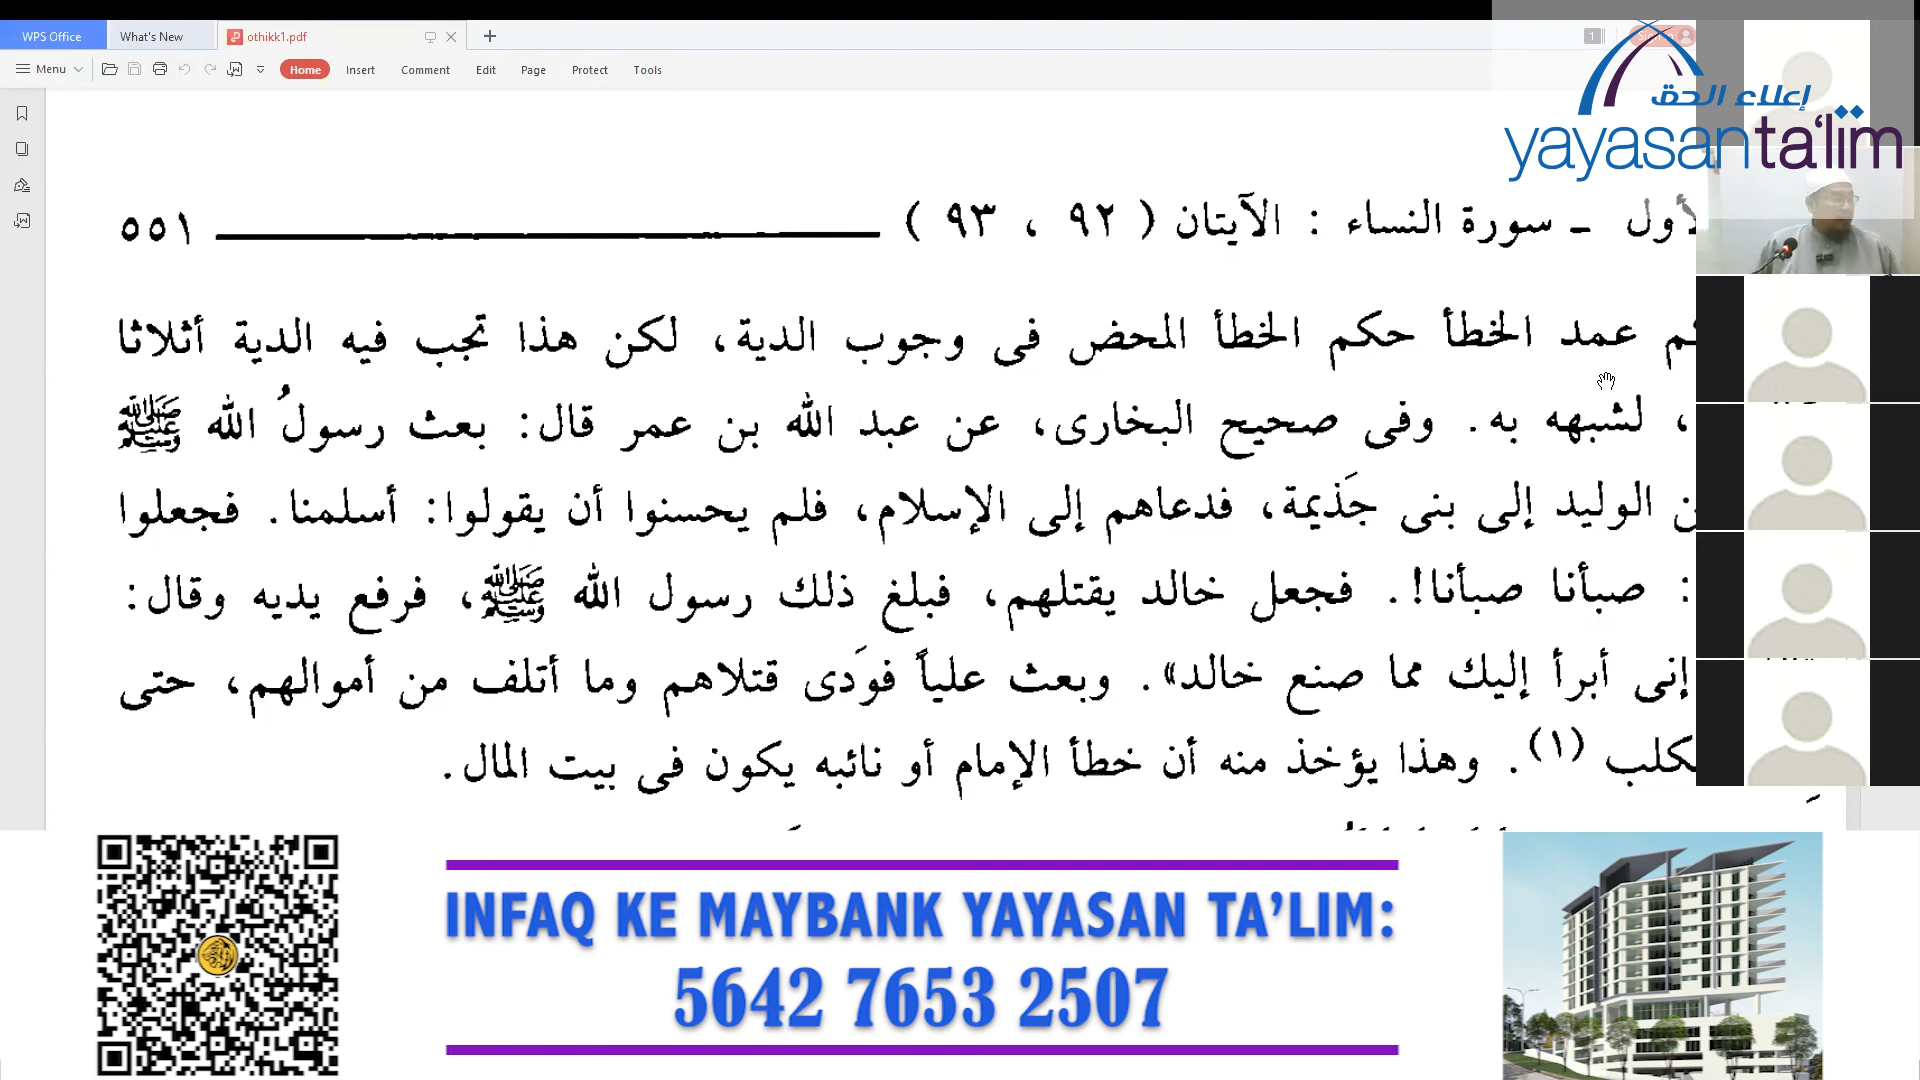 WPS Office What's New othikk1.pdf 1 Sign in
Menu Home Insert Comment Edit Page Protect Tools
إعلاء الحق
yayasanta'lim
ـ سورة النساء : الآيتان ( ٩٢ ، ٩٣ ) ٥٥١
عمد الخطأ حكم الخطأ المحض فى وجوب الدية، لكن هذا تجب فيه الدية أثلاثا
، لشبهه به. وفى صحيح البخارى، عن عبد الله بن عمر قال: بعث رسولُ الله ﷺ
الوليد إلى بنى جَذيمة، فدعاهم إلى الإسلام، فلم يحسنوا أن يقولوا: أسلمنا. فجعلوا
: صبأنا صبأنا!. فجعل خالد يقتلهم، فبلغ ذلك رسول الله ﷺ، فرفع يديه وقال:
إنى أبرأ إليك مما صنع خالد». وبعث علياً فوَدى قتلاهم وما أتلف من أموالهم، حتى
(١). وهذا يؤخذ منه أن خطأ الإمام أو نائبه يكون فى بيت المال.
INFAQ KE MAYBANK YAYASAN TA'LIM:
5642 7653 2507